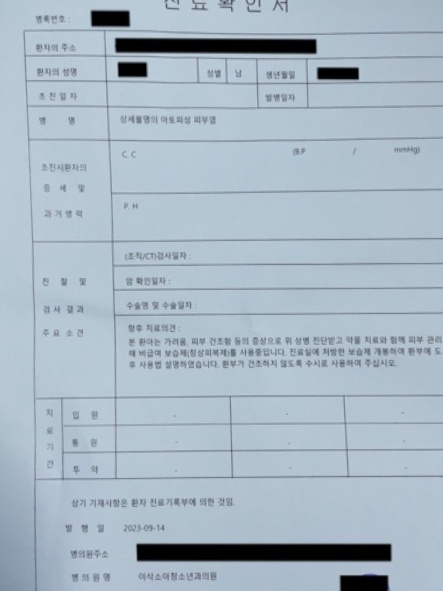 진 료 확 인 서
병록번호 :
환자의 주소
환자의 성명 성별 남 생년월일
초 진 일 자 발병일자
병 명 상세불명의 아토피성 피부염
초진시환자의
증 세 및
과 거 병 력
C. C (B.P / mmHg)
P. H
진 찰 및
검 사 결 과
주 요 소 견
(조직/CT)검사일자 :
암 확인일자 :
수술명 및 수술일자 :
향후 치료의견 :
본 환아는 가려움, 피부 건조함 등의 증상으로 위 상병 진단받고 약물 치료와 함께 피부 관리
해 비급여 보습제(창상피복제)를 사용중입니다. 진료실에 처방한 보습제 개봉하여 환부에 도
후 사용법 설명하였습니다. 환부가 건조하지 않도록 수시로 사용하여 주십시오.
치 료 기 간
입 원 - - -
통 원 - - -
투 약 - - -
상기 기재사항은 환자 진료기록부에 의한 것임.
발 행 일 2023-09-14
병의원주소
병 의 원 명 이삭소아청소년과의원